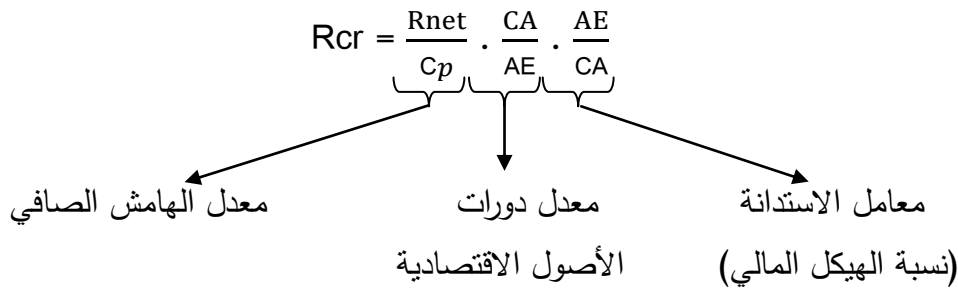 Rcr = Rnet/Cp . CA/AE . AE/CA
معدل الهامش الصافي
معدل دورات
الأصول الاقتصادية
معامل الاستدانة
(نسبة الهيكل المالي)